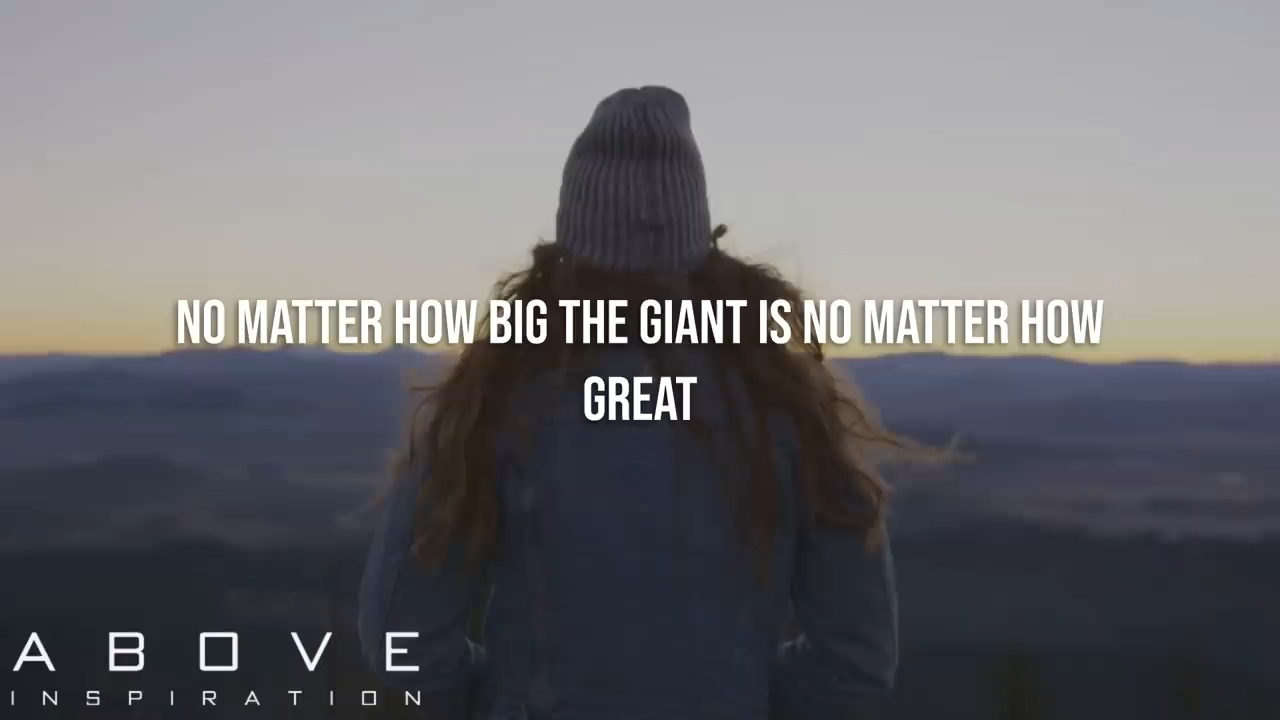 NO MATTER HOW BIG THE GIANT IS NO MATTER HOW
GREAT
ABOVE
INSPIRATION